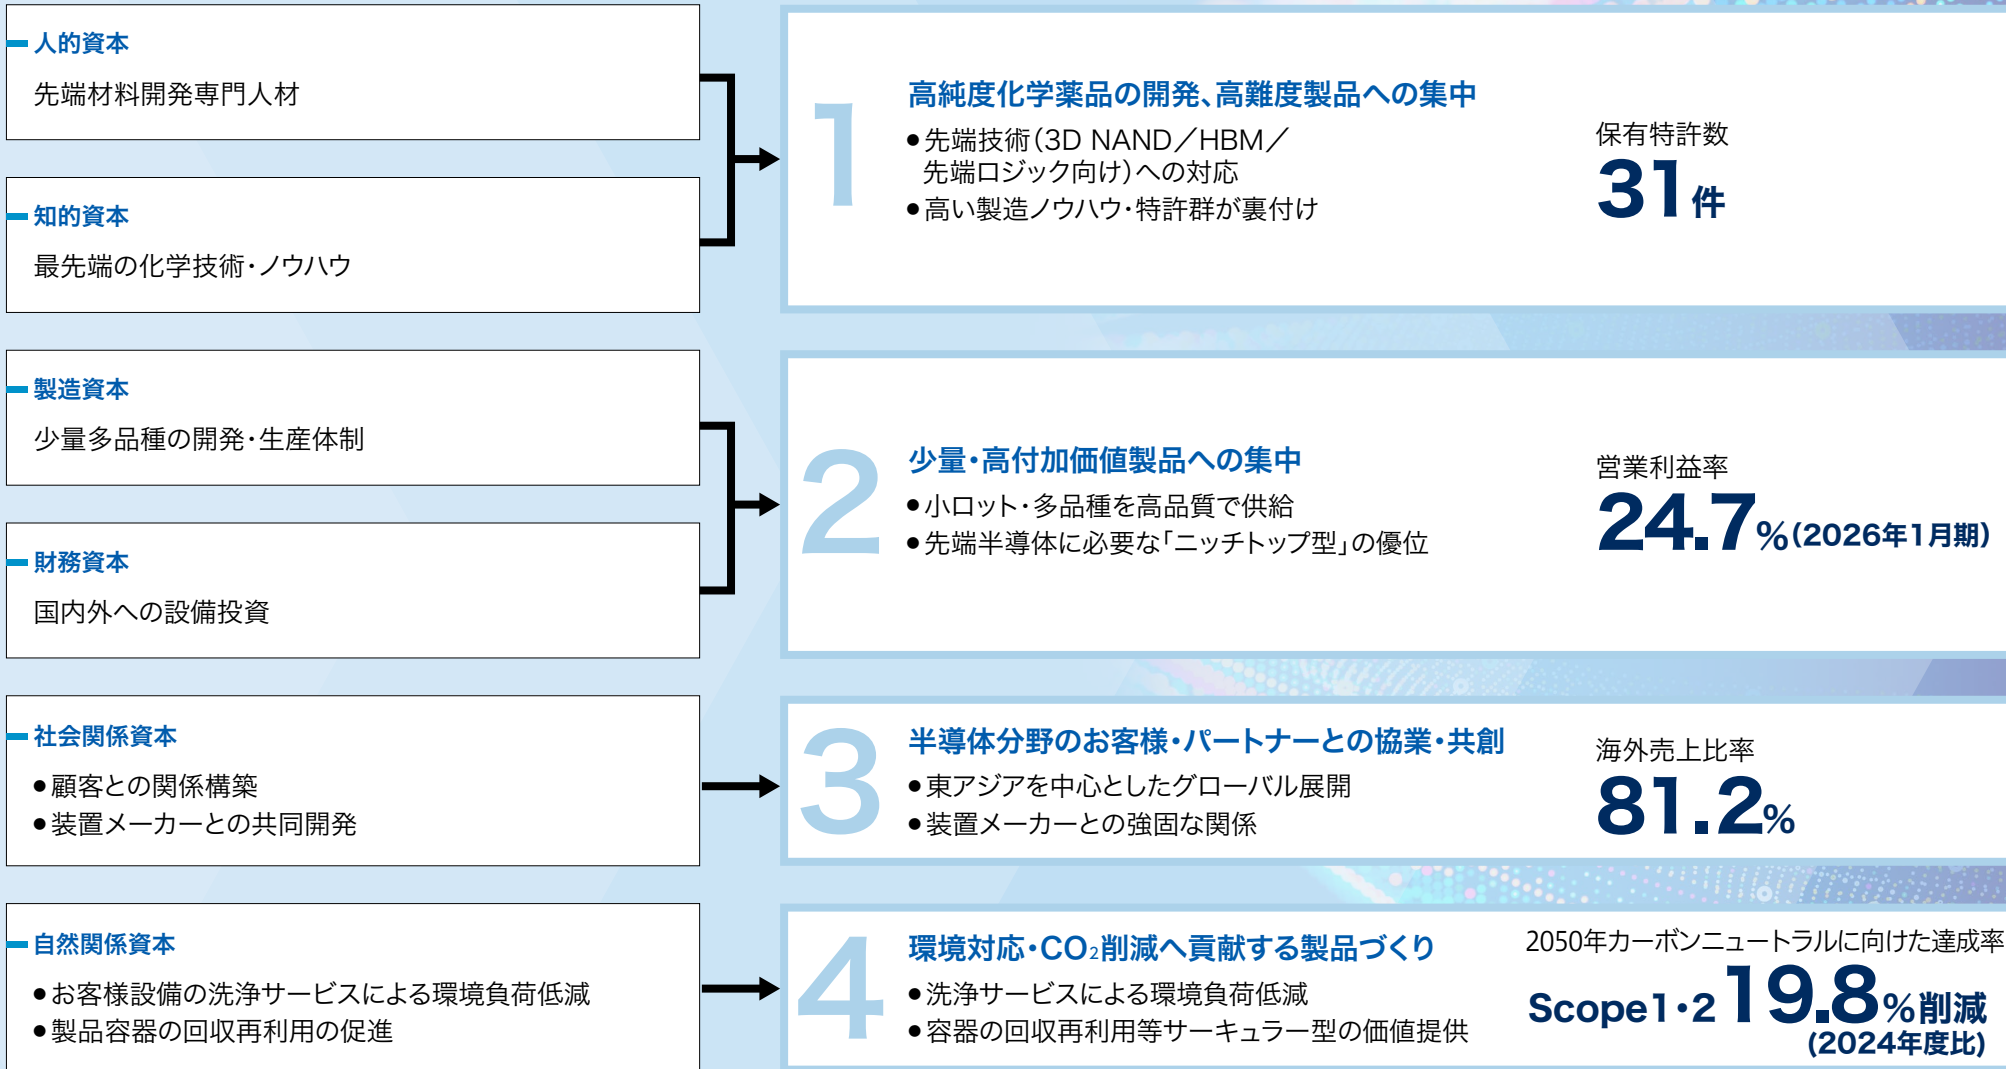 人的資本
先端材料開発専門人材
知的資本
最先端の化学技術・ノウハウ
1
高純度化学薬品の開発、高難度製品への集中
●先端技術(3D NAND／HBM／
先端ロジック向け)への対応
●高い製造ノウハウ・特許群が裏付け
保有特許数
31件
製造資本
少量多品種の開発・生産体制
財務資本
国内外への設備投資
2
少量・高付加価値製品への集中
●小ロット・多品種を高品質で供給
●先端半導体に必要な「ニッチトップ型」の優位
営業利益率
24.7%(2026年1月期)
社会関係資本
●顧客との関係構築
●装置メーカーとの共同開発
3
半導体分野のお客様・パートナーとの協業・共創
●東アジアを中心としたグローバル展開
●装置メーカーとの強固な関係
海外売上比率
81.2%
自然関係資本
●お客様設備の洗浄サービスによる環境負荷低減
●製品容器の回収再利用の促進
4
環境対応・CO₂削減へ貢献する製品づくり
●洗浄サービスによる環境負荷低減
●容器の回収再利用等サーキュラー型の価値提供
2050年カーボンニュートラルに向けた達成率
Scope1・2 19.8%削減
(2024年度比)